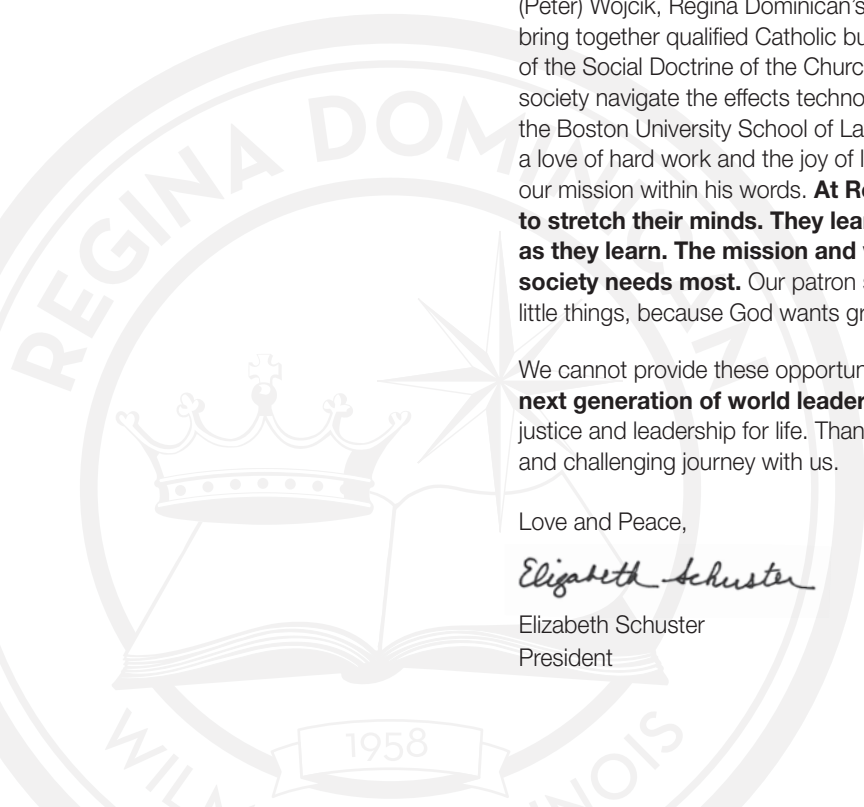 REGINA DOMINICAN
1958
(Peter) Wojcik, Regina Dominican's
bring together qualified Catholic bu
of the Social Doctrine of the Churc
society navigate the effects techno
the Boston University School of La
a love of hard work and the joy of l
our mission within his words. At Re
to stretch their minds. They lear
as they learn. The mission and
society needs most. Our patron s
little things, because God wants gr
We cannot provide these opportun
next generation of world leader
justice and leadership for life. Than
and challenging journey with us.
Love and Peace,
Elizabeth Schuster
Elizabeth Schuster
President